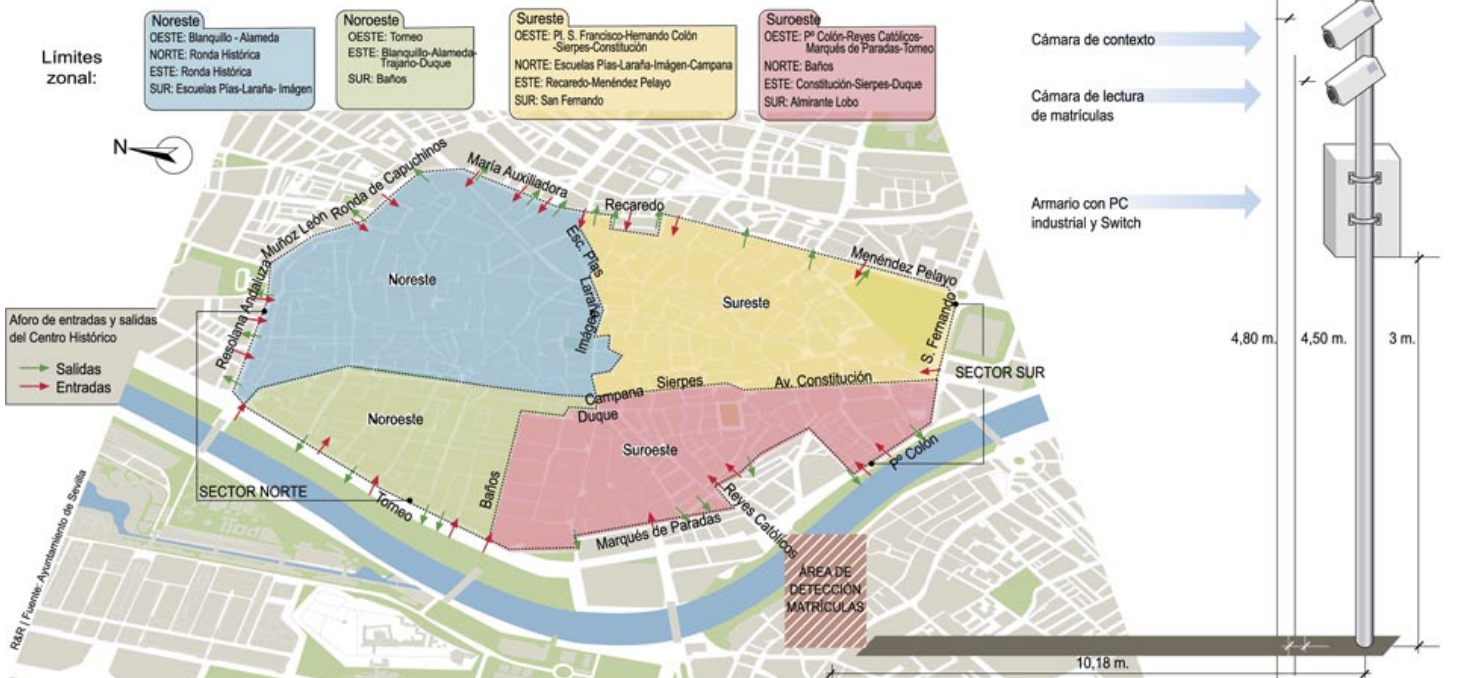 Límites
zonal:
Noreste
OESTE: Blanquillo - Alameda
NORTE: Ronda Histórica
ESTE: Ronda Histórica
SUR: Escuelas Pías-Laraña- Imágen
Noroeste
OESTE: Torneo
ESTE: Blanquillo-Alameda-
Trajano-Duque
SUR: Baños
Sureste
OESTE: Pl. S. Francisco-Hernando Colón
-Sierpes-Constitución
NORTE: Escuelas Pías-Laraña-Imágen-Campana
ESTE: Recaredo-Menéndez Pelayo
SUR: San Fernando
Suroeste
OESTE: Pº Colón-Reyes Católicos-
Marqués de Paradas-Torneo
NORTE: Baños
ESTE: Constitución-Sierpes-Duque
SUR: Almirante Lobo
N
Resolana Andaluza
Muñoz León
Ronda de Capuchinos
María Auxiliadora
Recaredo
Menéndez Pelayo
Esc. Pías
Laraña
Imágen
Noreste
Sureste
S. Fernando
SECTOR SUR
Aforo de entradas y salidas
del Centro Histórico
Salidas
Entradas
Campana
Sierpes
Av. Constitución
Duque
Noroeste
Suroeste
Pº Colón
SECTOR NORTE
Torneo
Baños
Marqués de Paradas
Reyes Católicos
ÁREA DE
DETECCIÓN
MATRÍCULAS
R&R | Fuente: Ayuntamiento de Sevilla
Cámara de contexto
Cámara de lectura
de matrículas
Armario con PC
industrial y Switch
4,80 m.
4,50 m.
3 m.
10,18 m.